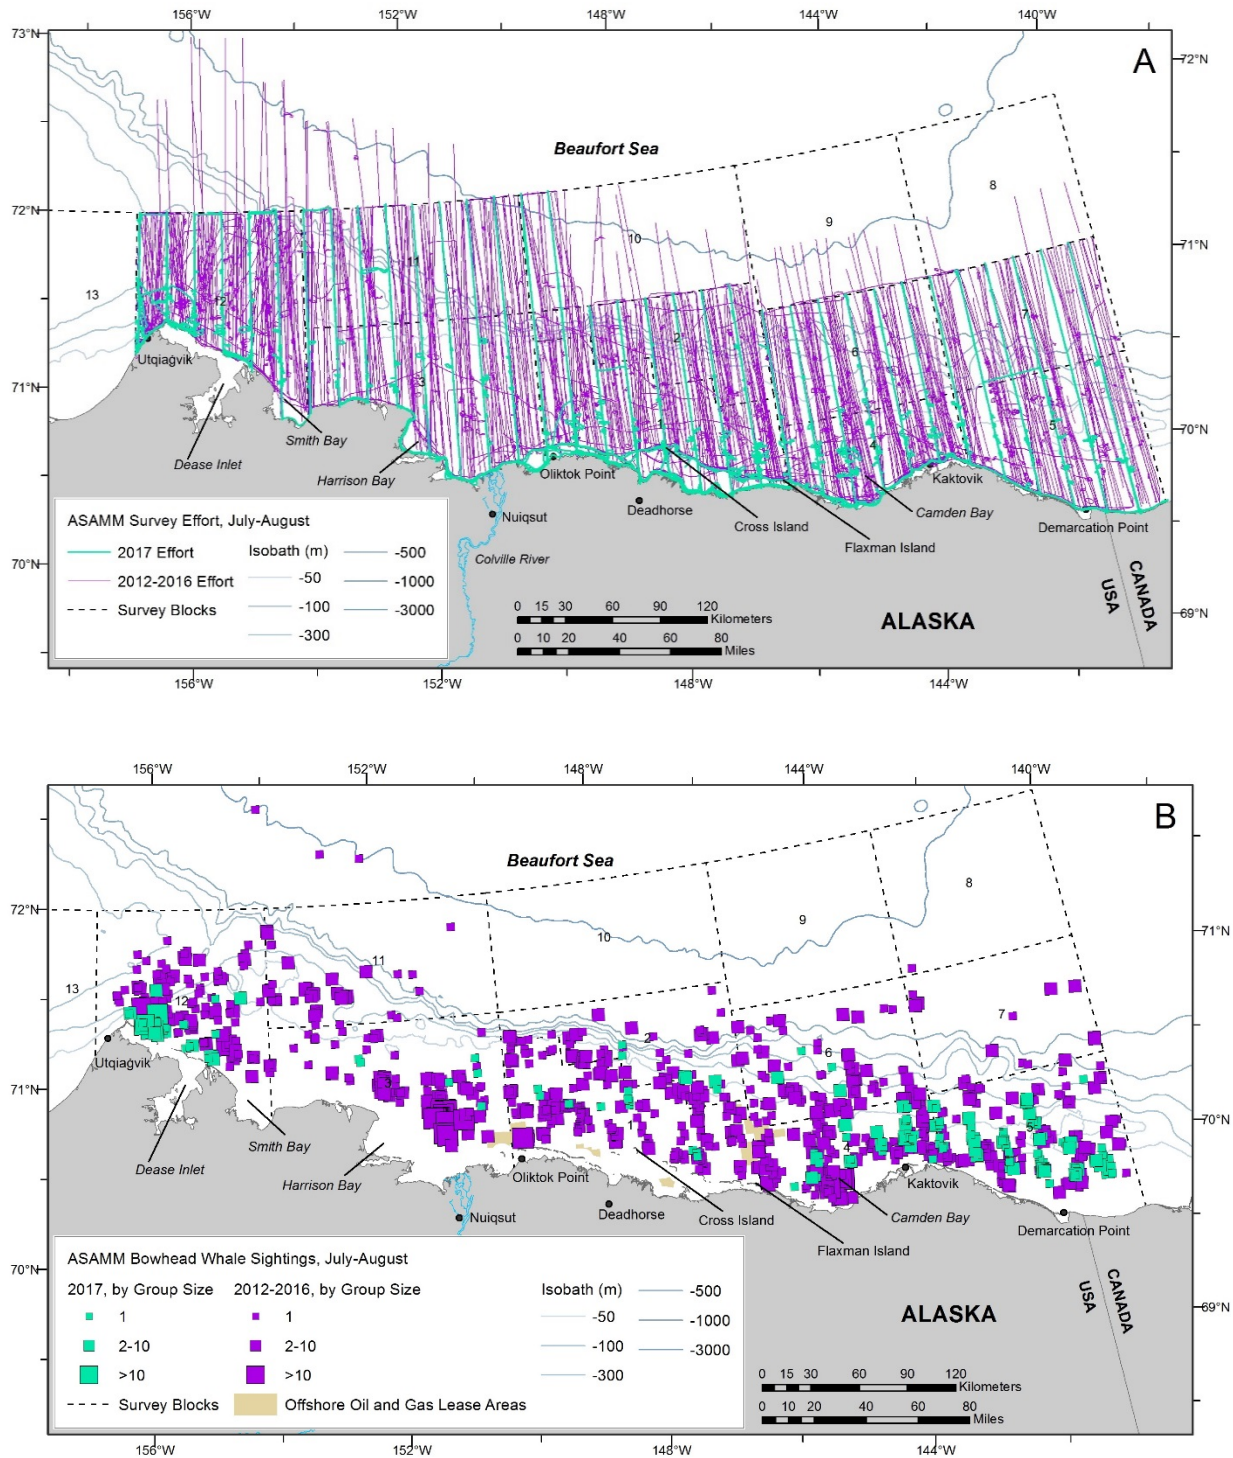 156°W 152°W 148°W 144°W 140°W
73°N
A
72°N
Beaufort Sea
8
72°N
9
10
71°N
11
13
12
7
2
6
Utqiaġvik
3
71°N
1
5
70°N
4
Smith Bay
Dease Inlet
Harrison Bay
Oliktok Point
Kaktovik
Deadhorse
Camden Bay
Cross Island
Demarcation Point
Nuiqsut
Flaxman Island
ASAMM Survey Effort, July-August
2017 Effort Isobath (m) -500
2012-2016 Effort -50 -1000
Survey Blocks -100 -3000
-300
Colville River
70°N
CANADA
USA
0 15 30 60 90 120
Kilometers
0 10 20 40 60 80
Miles
ALASKA
69°N
156°W 152°W 148°W 144°W
156°W 152°W 148°W 144°W 140°W
B
Beaufort Sea
8
72°N
9
10
71°N
11
13
12
7
2
6
Utqiaġvik
71°N
3
1
5
70°N
4
Smith Bay
Dease Inlet
Harrison Bay
Oliktok Point
Kaktovik
Nuiqsut
Deadhorse
Cross Island
Camden Bay
Demarcation Point
Flaxman Island
ASAMM Bowhead Whale Sightings, July-August
2017, by Group Size 2012-2016, by Group Size Isobath (m) -500
1 1 -50 -1000
2-10 2-10 -100 -3000
>10 >10 -300
Survey Blocks Offshore Oil and Gas Lease Areas
70°N
CANADA
USA
ALASKA
69°N
0 15 30 60 90 120
Kilometers
0 10 20 40 60 80
Miles
156°W 152°W 148°W 144°W